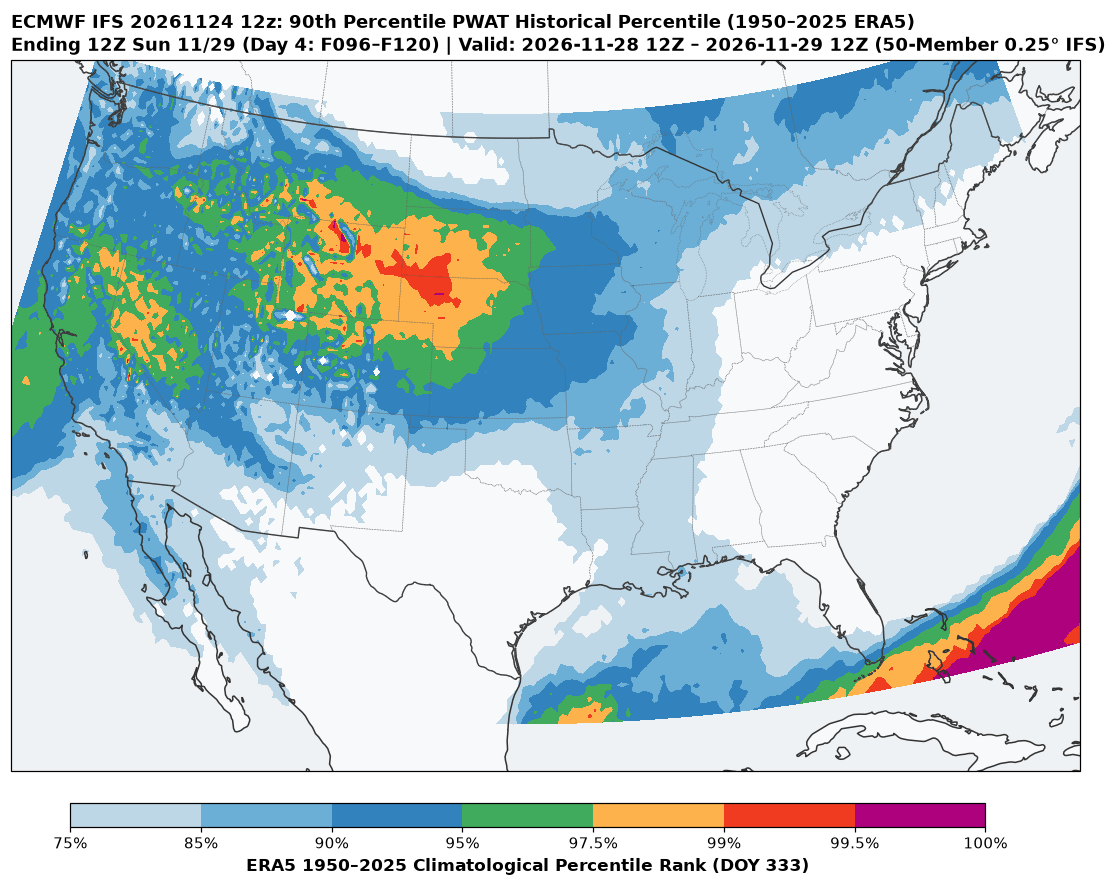 ECMWF IFS 20261124 12z: 90th Percentile PWAT Historical Percentile (1950–2025 ERA5)
Ending 12Z Sun 11/29 (Day 4: F096–F120) | Valid: 2026-11-28 12Z – 2026-11-29 12Z (50-Member 0.25° IFS)
75% 85% 90% 95% 97.5% 99% 99.5% 100%
ERA5 1950–2025 Climatological Percentile Rank (DOY 333)